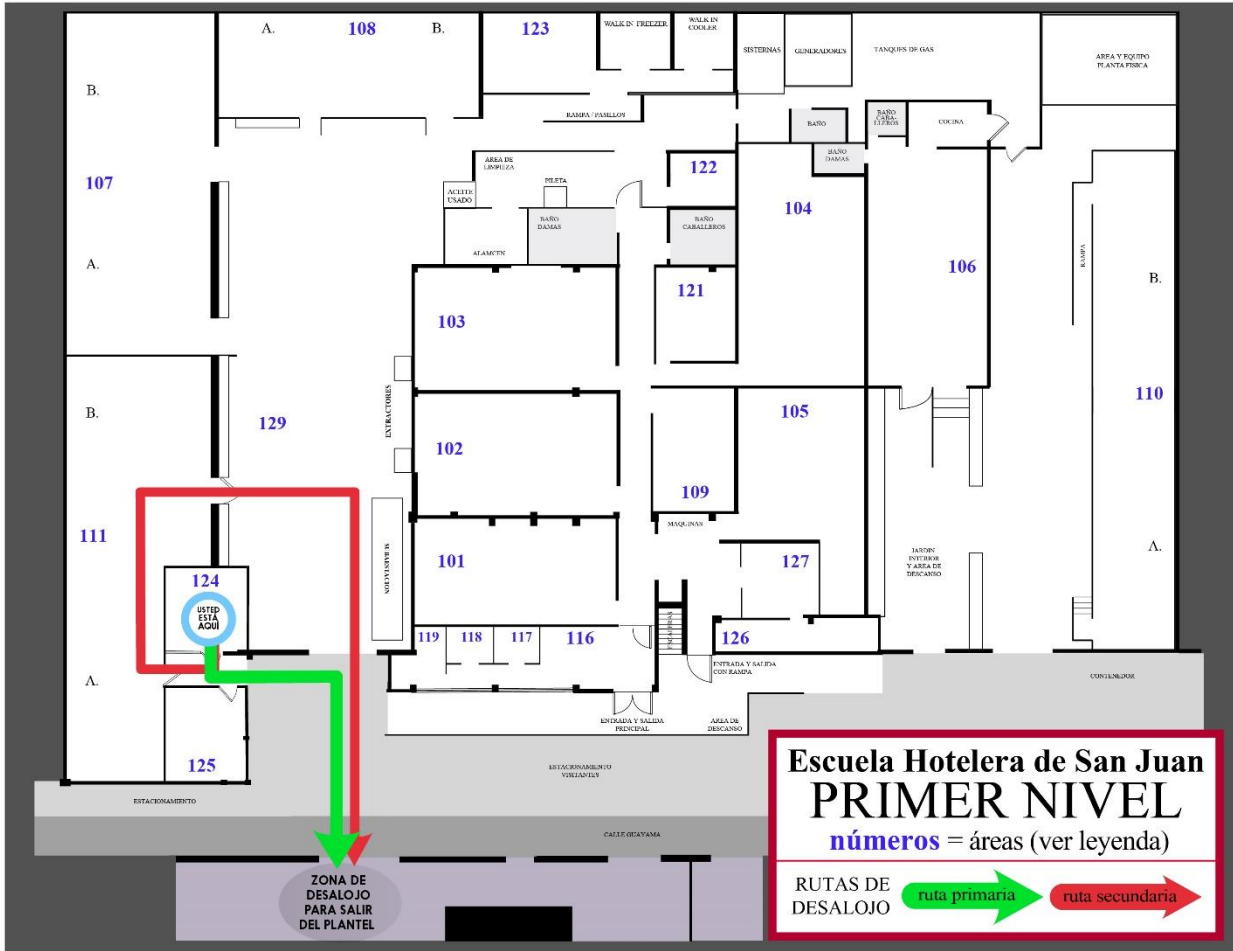 A.
108
B.
123
WALK IN FREEZER
WALK IN
COOLER
SISTERNAS
GENERADORES
TANQUES DE GAS
AREA Y EQUIPO
PLANTA FISICA
B.
RAMPA / PASILLOS
BAÑO
BAÑO
CABA-
LLEROS
COCINA
107
AREA DE
LIMPIEZA
122
BAÑO
DAMAS
104
ACEITE
USADO
PILETA
BAÑO
DAMAS
BAÑO
CABALLEROS
ALAMCEN
A.
103
121
106
RAMPA
B.
B.
129
EXTRACTORES
102
105
110
109
111
MAQUINAS
101
SUBAESTACION
127
JARDIN
INTERIOR
Y AREA DE
DESCANSO
A.
124
USTED
ESTÁ
AQUÍ
119
118
117
116
ESCALERAS
126
A.
ENTRADA Y SALIDA
CON RAMPA
CONTENEDOR
ENTRADA Y SALIDA
PRINCIPAL
AREA DE
DESCANSO
125
ESTACIONAMIENTO
VISITANTES
ESTACIONAMIENTO
CALLE GUAYAMA
ZONA DE
DESALOJO
PARA SALIR
DEL PLANTEL
Escuela Hotelera de San Juan
PRIMER NIVEL
números = áreas (ver leyenda)
RUTAS DE
DESALOJO
ruta primaria
ruta secundaria